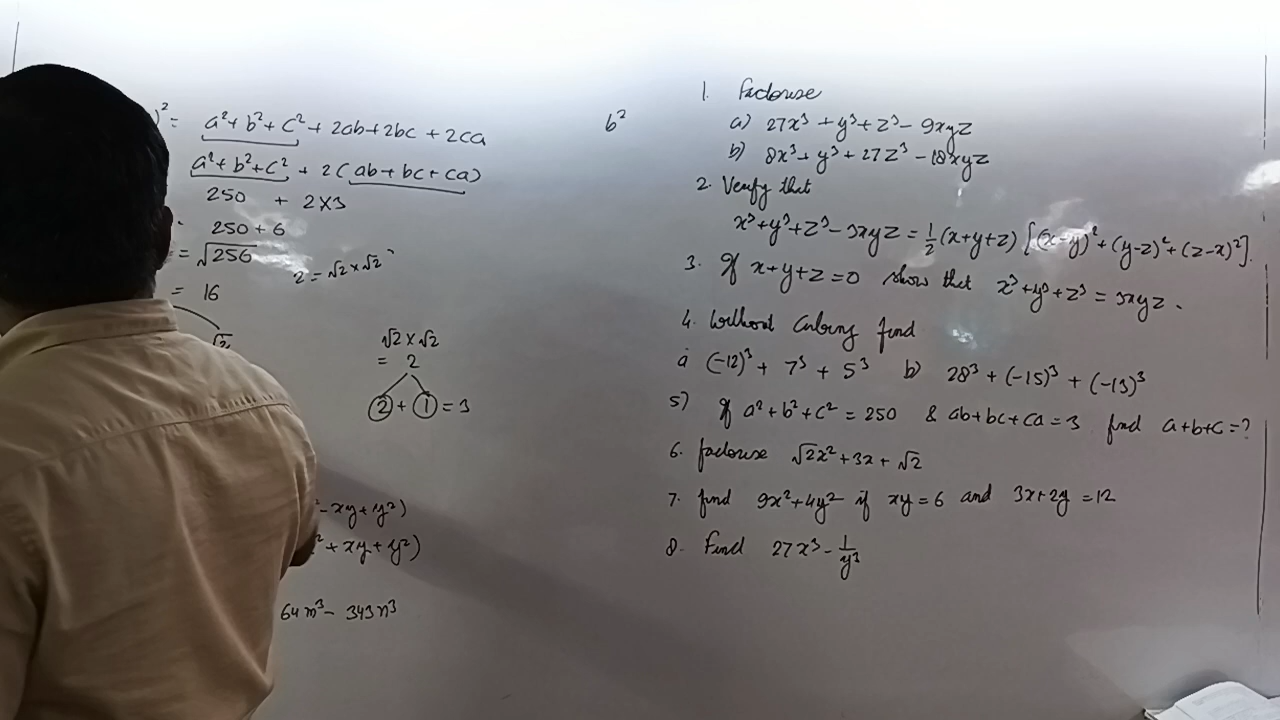 )² = a² + b² + c² + 2ab + 2bc + 2ca
a² + b² + c² + 2(ab + bc + ca)
250 + 2×3
250 + 6
= √256
= 16
√2
2 = √2 × √2
√2 × √2
= 2
2 + 1 = 3
² - xy + y²)
² + xy + y²)
64m³ - 343n³
b²
1. Factorise
a) 27x³ + y³ + z³ - 9xyz
b) 8x³ + y³ + 27z³ - 18xyz
2. Verify that
x³ + y³ + z³ - 3xyz = 1/2 (x+y+z) [(x-y)² + (y-z)² + (z-x)²].
3. If x+y+z = 0 show that x³ + y³ + z³ = 3xyz.
4. Without Cubing find
a (-12)³ + 7³ + 5³ b) 28³ + (-15)³ + (-13)³
5) If a² + b² + c² = 250 & ab+bc+ca = 3 find a+b+c = ?
6. factorise √2x² + 3x + √2
7. find 9x² + 4y² if xy = 6 and 3x+2y = 12
8. Find 27x³ - 1/y³